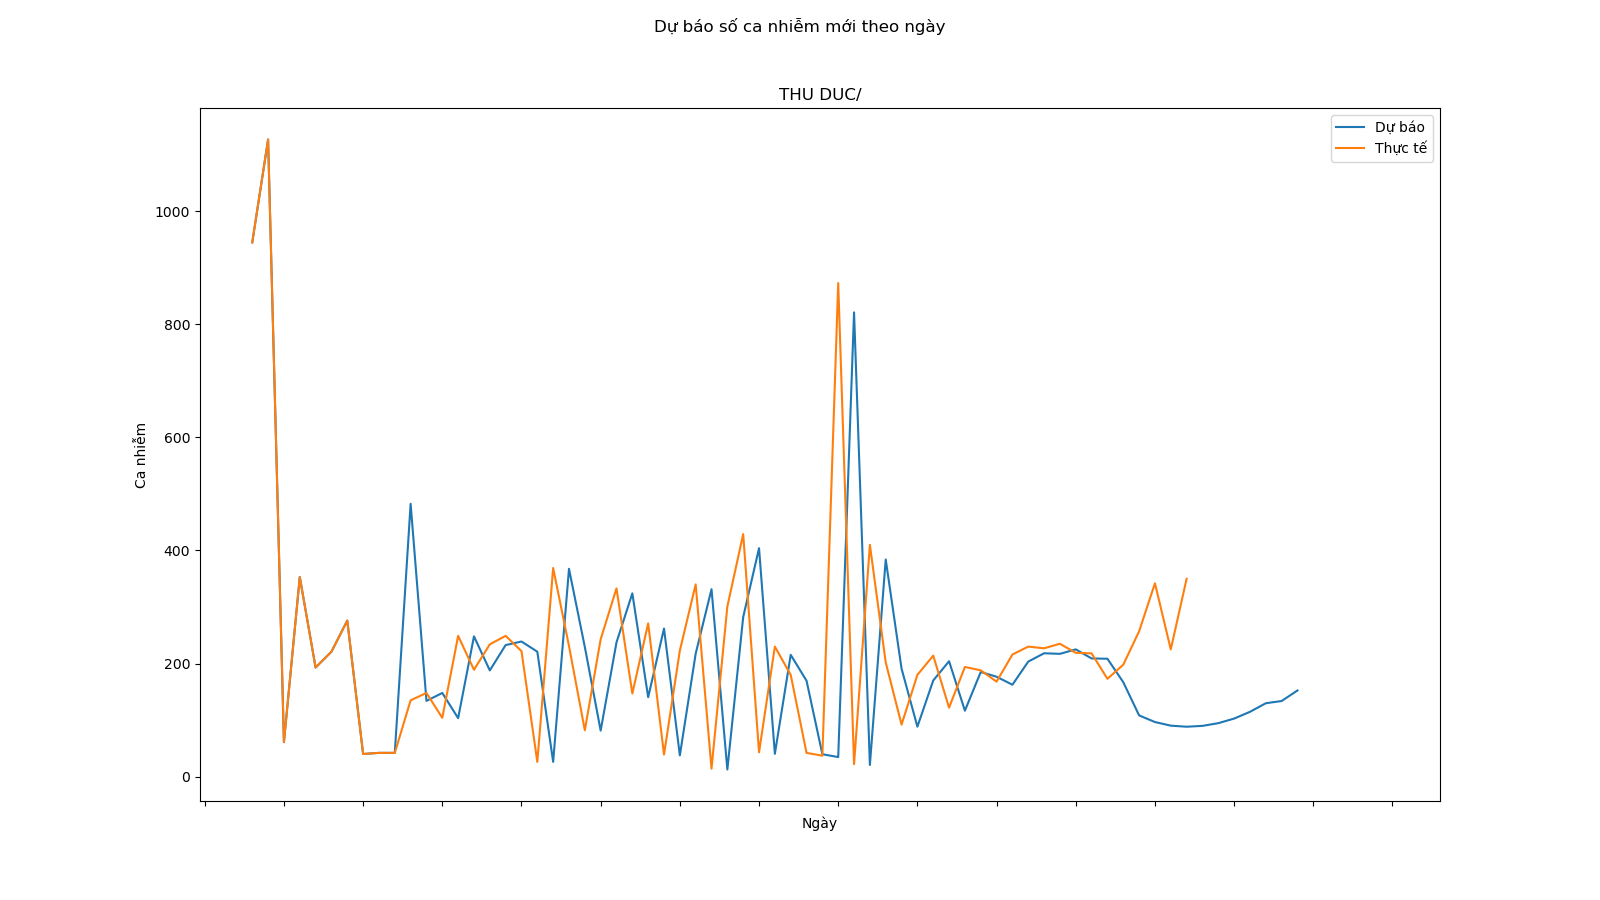 Dự báo số ca nhiễm mới theo ngày
THU DUC/
Dự báo
Thực tế
1000
800
600
400
200
0
Ca nhiễm
Ngày